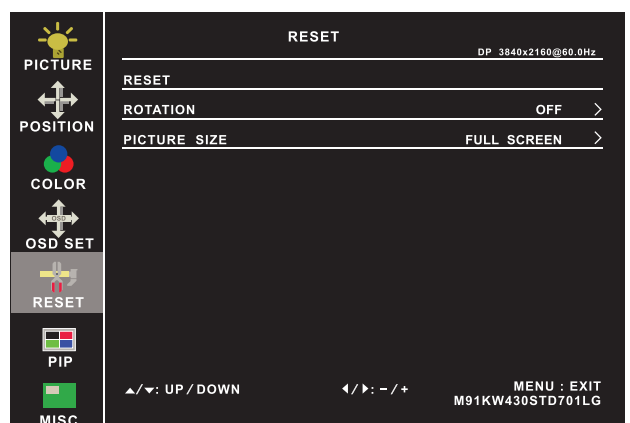 RESET
DP 3840x2160@60.0Hz
PICTURE
RESET
ROTATION OFF >
POSITION
PICTURE SIZE FULL SCREEN >
COLOR
OSD
OSD SET
RESET
PIP
▲/▼: UP/DOWN ◀/▶: -/+ MENU : EXIT
M91KW430STD701LG
MISC